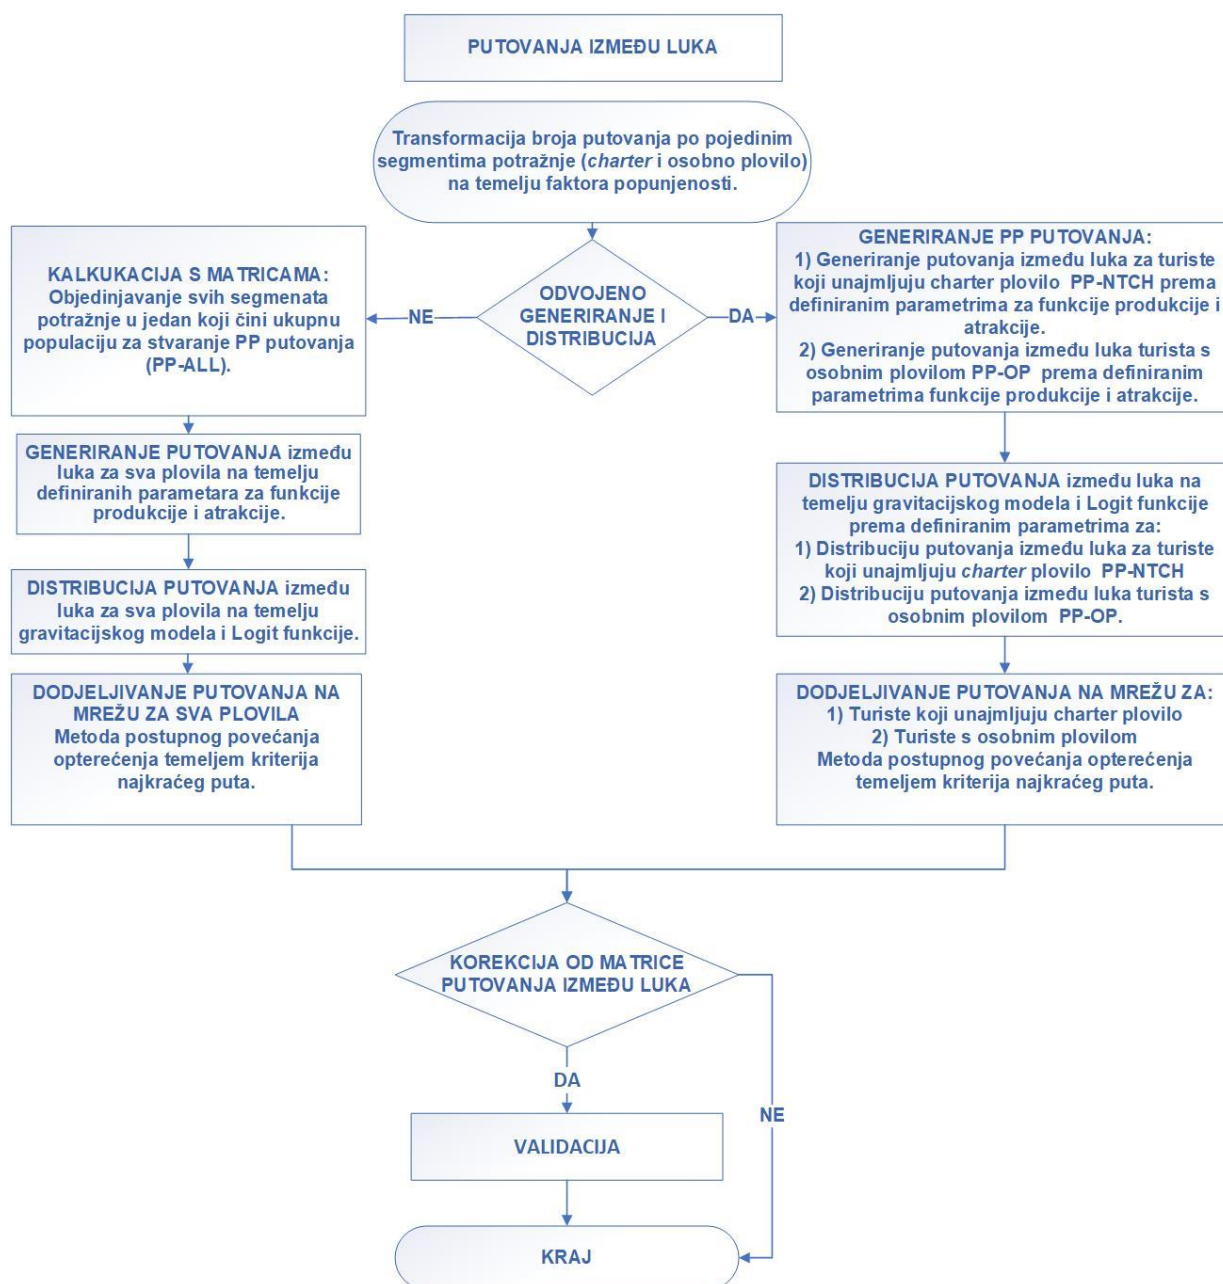 PUTOVANJA IZMEĐU LUKA
Transformacija broja putovanja po pojedinim
segmentima potražnje (charter i osobno plovilo)
na temelju faktora popunjenosti.
ODVOJENO
GENERIRANJE I
DISTRIBUCIJA
NE
DA
KALKUKACIJA S MATRICAMA:
Objedinjavanje svih segmenata
potražnje u jedan koji čini ukupnu
populaciju za stvaranje PP putovanja
(PP-ALL).
GENERIRANJE PUTOVANJA između
luka za sva plovila na temelju
definiranih parametara za funkcije
produkcije i atrakcije.
DISTRIBUCIJA PUTOVANJA između
luka za sva plovila na temelju
gravitacijskog modela i Logit funkcije.
DODJELJIVANJE PUTOVANJA NA
MREŽU ZA SVA PLOVILA
Metoda postupnog povećanja
opterećenja temeljem kriterija
najkraćeg puta.
GENERIRANJE PP PUTOVANJA:
1) Generiranje putovanja između luka za turiste
koji unajmljuju charter plovilo PP-NTCH prema
definiranim parametrima za funkcije produkcije i
atrakcije.
2) Generiranje putovanja između luka turista s
osobnim plovilom PP-OP prema definiranim
parametrima funkcije produkcije i atrakcije.
DISTRIBUCIJA PUTOVANJA između luka na
temelju gravitacijskog modela i Logit funkcije
prema definiranim parametrima za:
1) Distribuciju putovanja između luka za turiste
koji unajmljuju charter plovilo PP-NTCH
2) Distribuciju putovanja između luka turista s
osobnim plovilom PP-OP.
DODJELJIVANJE PUTOVANJA NA MREŽU ZA:
1) Turiste koji unajmljuju charter plovilo
2) Turiste s osobnim plovilom
Metoda postupnog povećanja opterećenja
temeljem kriterija najkraćeg puta.
KOREKCIJA OD MATRICE
PUTOVANJA IZMEĐU LUKA
DA
NE
VALIDACIJA
KRAJ